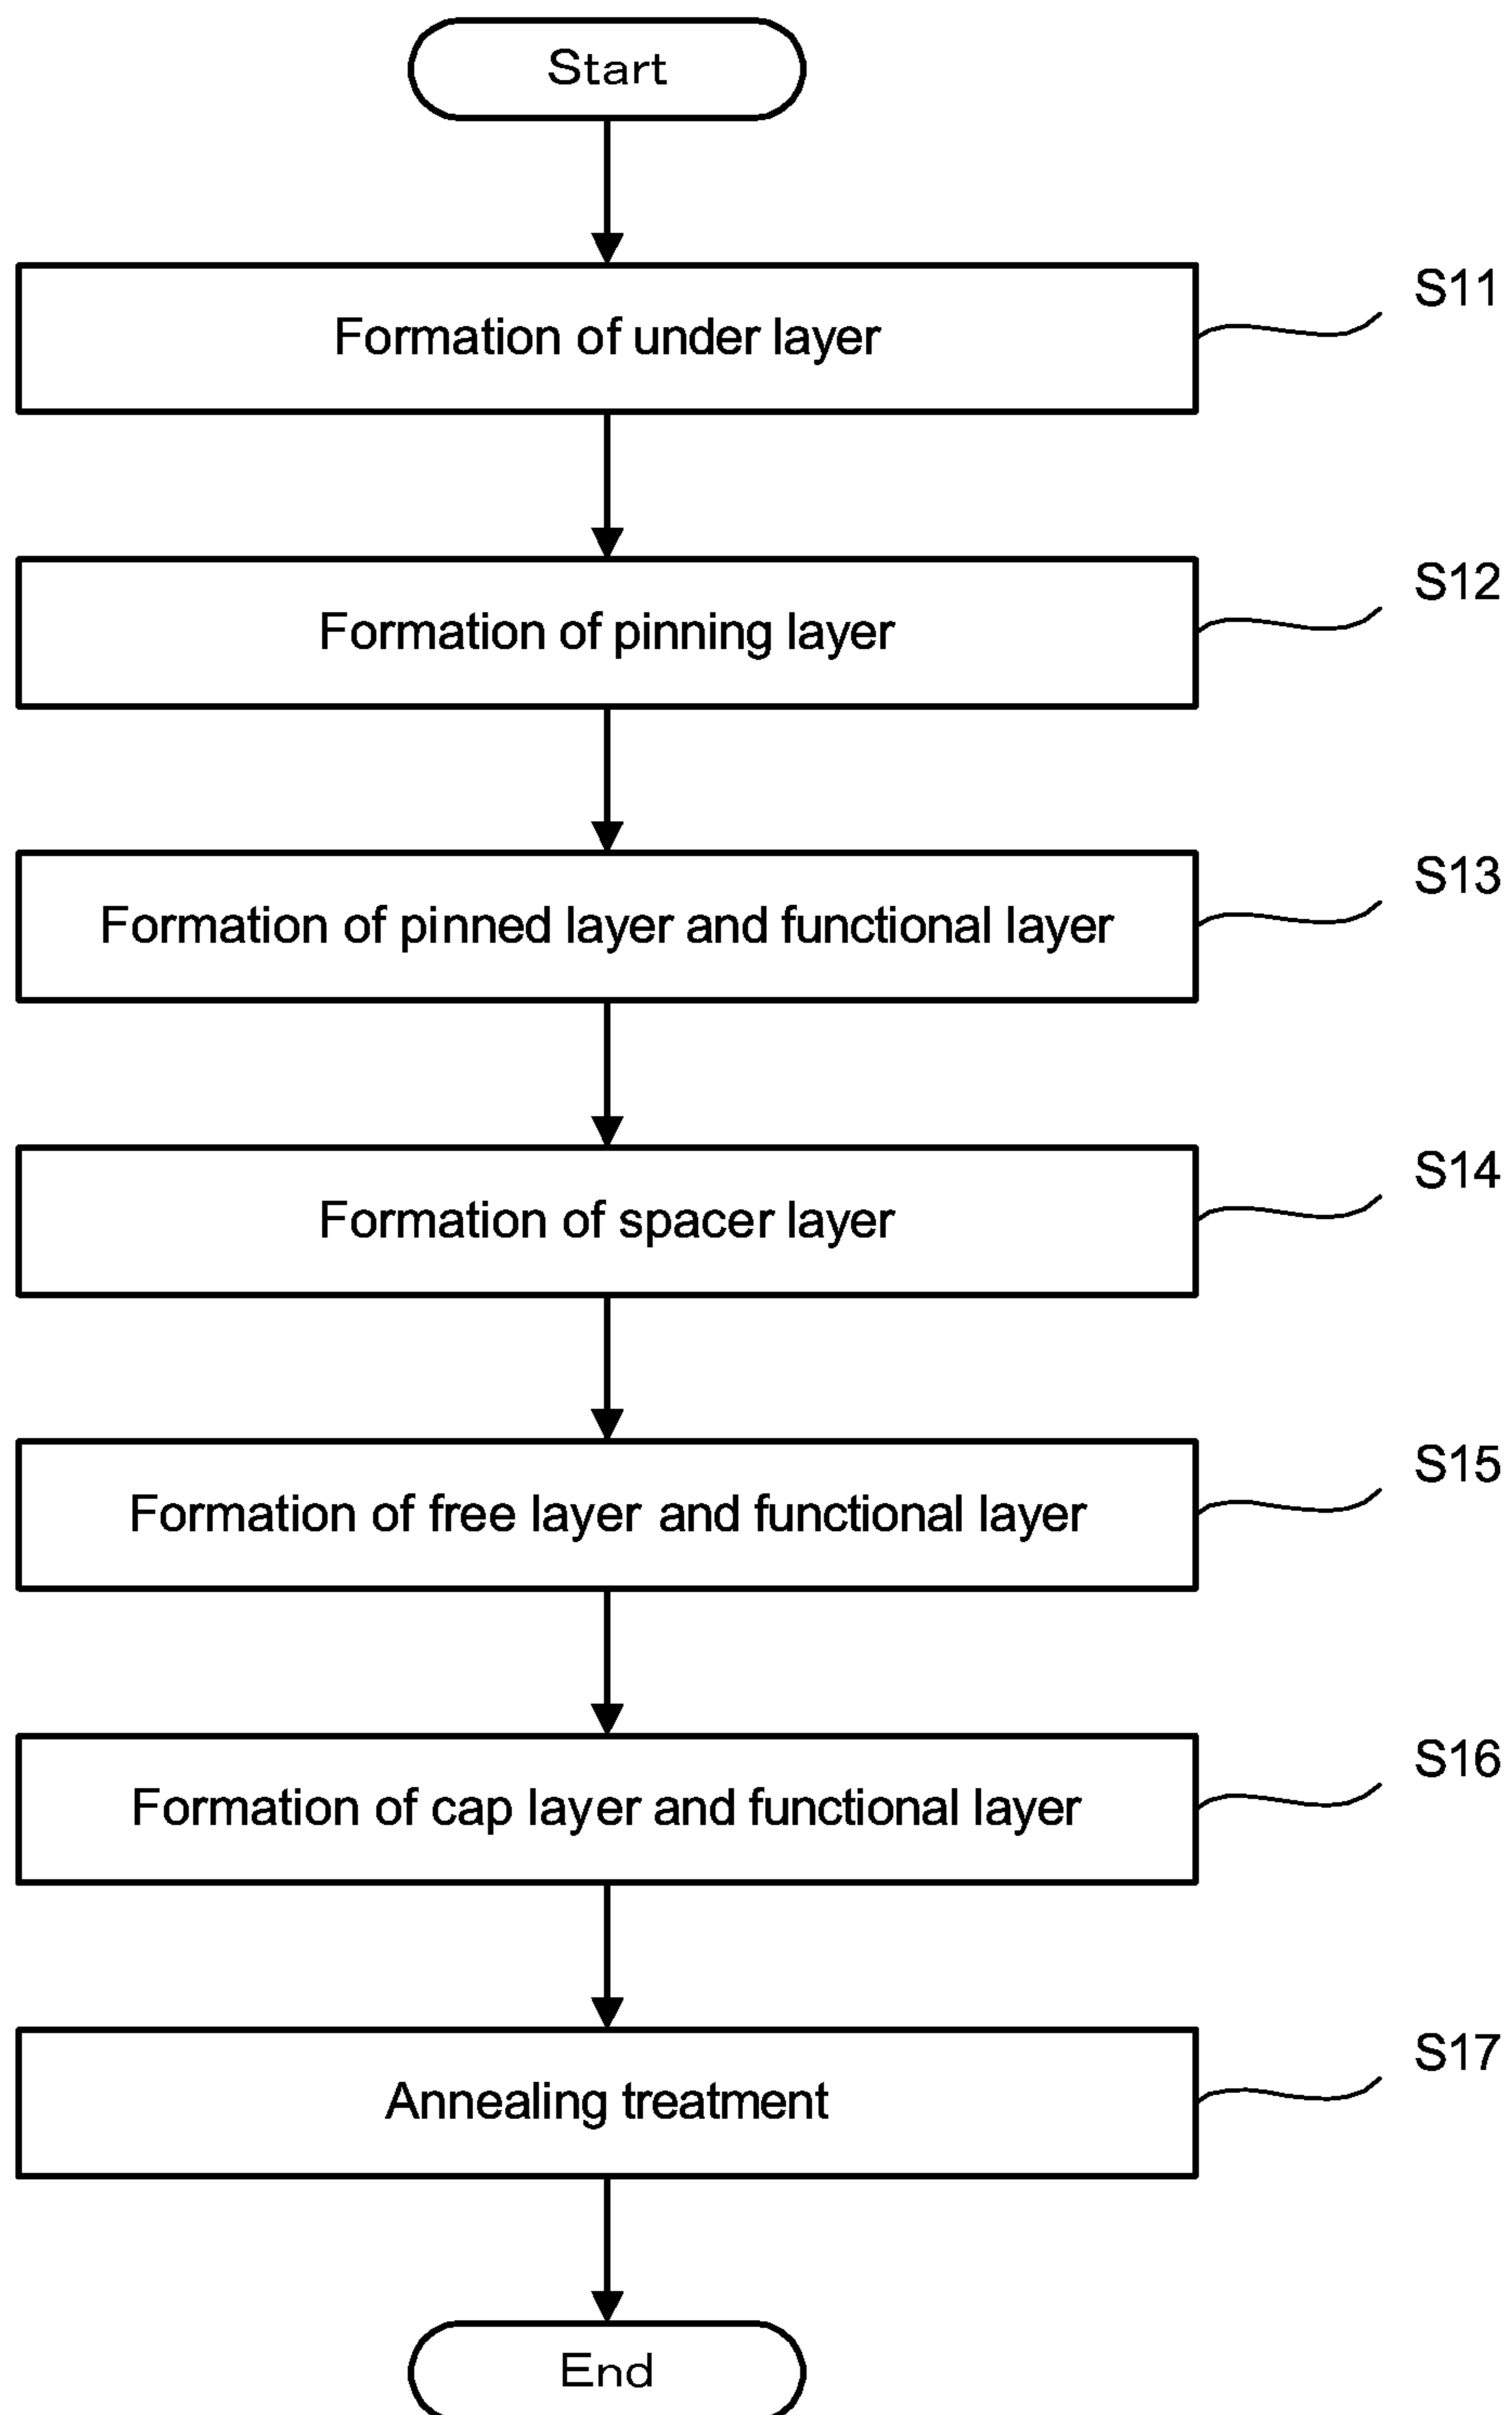 Start
Formation of under layer
S11
Formation of pinning layer
S12
Formation of pinned layer and functional layer
S13
Formation of spacer layer
S14
Formation of free layer and functional layer
S15
Formation of cap layer and functional layer
S16
Annealing treatment
S17
End